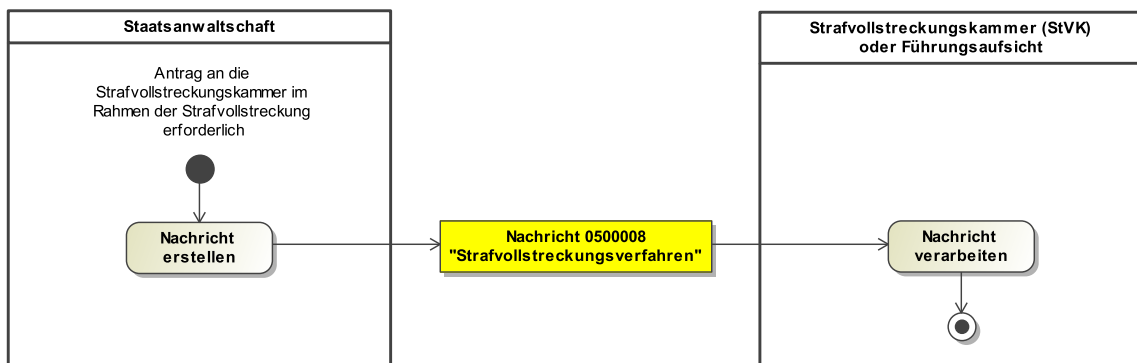 Staatsanwaltschaft
Strafvollstreckungskammer (StVK)
oder Führungsaufsicht
Antrag an die
Strafvollstreckungskammer im
Rahmen der Strafvollstreckung
erforderlich
Nachricht
erstellen
Nachricht 0500008
"Strafvollstreckungsverfahren"
Nachricht
verarbeiten